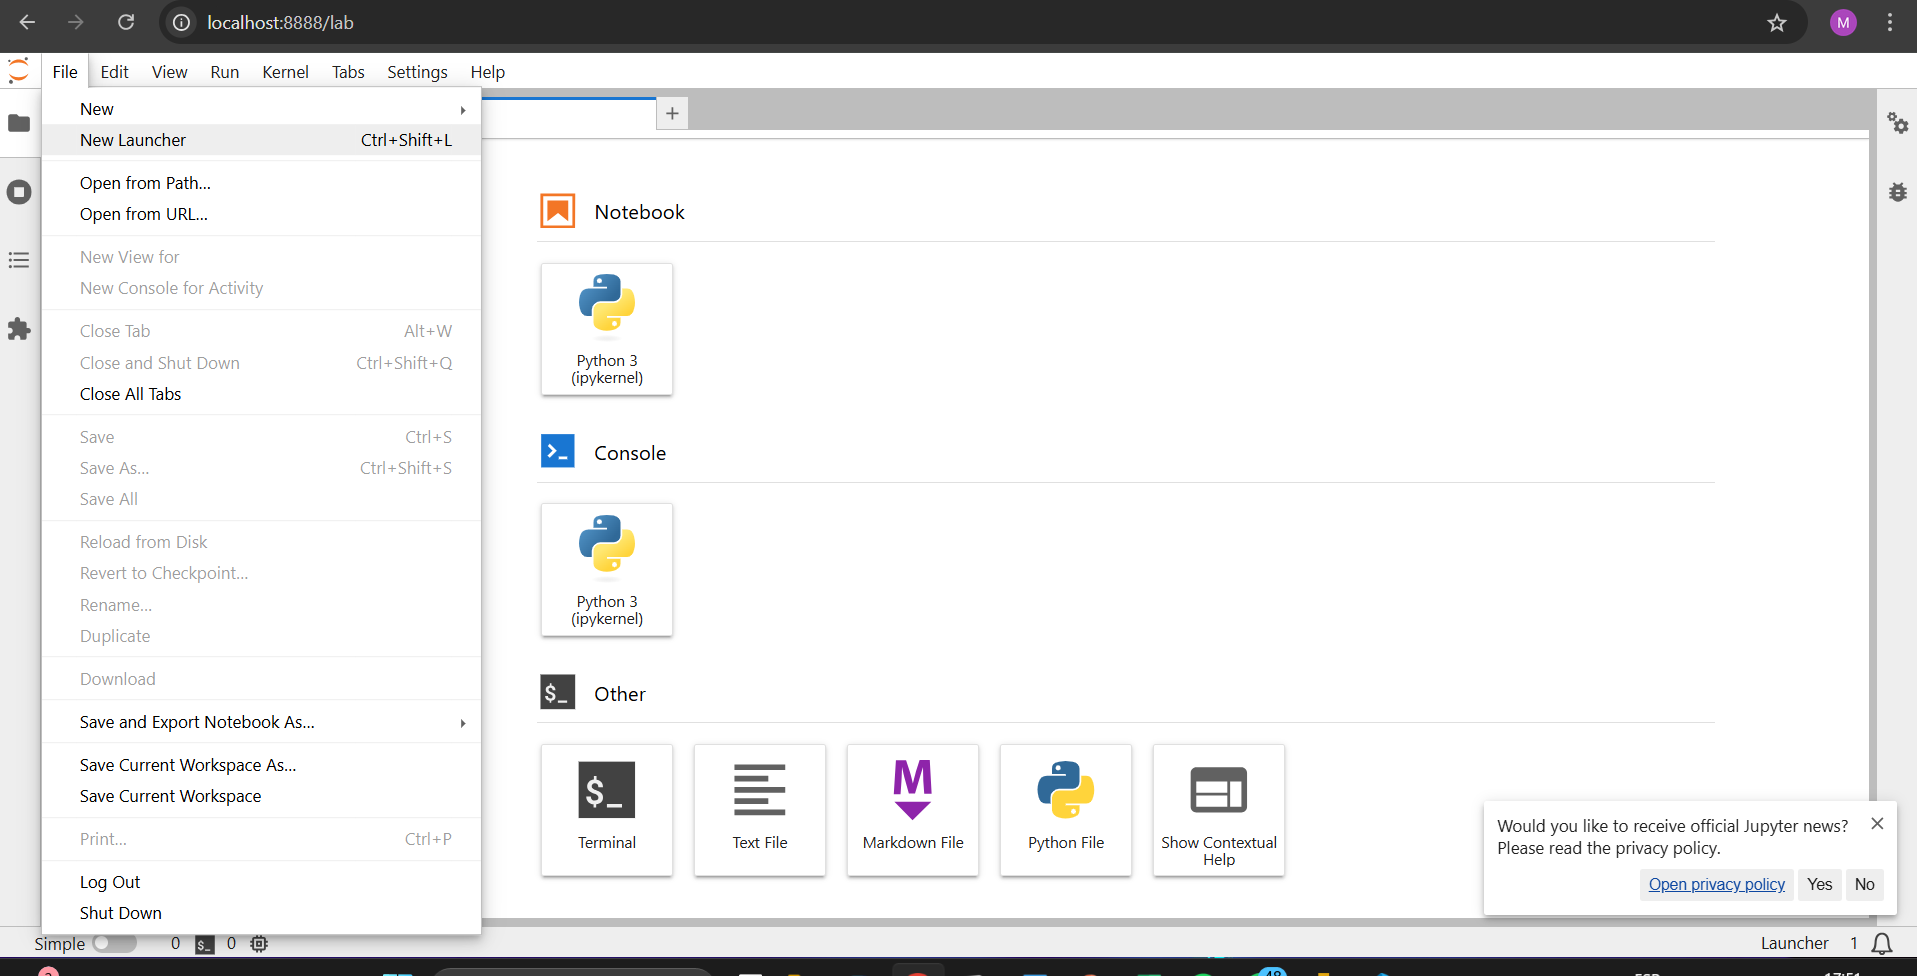 localhost:8888/lab
M
File Edit View Run Kernel Tabs Settings Help
New
New Launcher Ctrl+Shift+L
Open from Path...
Open from URL...
New View for
New Console for Activity
Close Tab Alt+W
Close and Shut Down Ctrl+Shift+Q
Close All Tabs
Save Ctrl+S
Save As... Ctrl+Shift+S
Save All
Reload from Disk
Revert to Checkpoint...
Rename...
Duplicate
Download
Save and Export Notebook As...
Save Current Workspace As...
Save Current Workspace
Print... Ctrl+P
Log Out
Shut Down
Notebook
Python 3
(ipykernel)
Console
Python 3
(ipykernel)
$_ Other
$_
Terminal
Text File
M
Markdown File
Python File
Show Contextual
Help
Would you like to receive official Jupyter news?
Please read the privacy policy.
Open privacy policy Yes No
Simple 0 $_ 0
Launcher 1